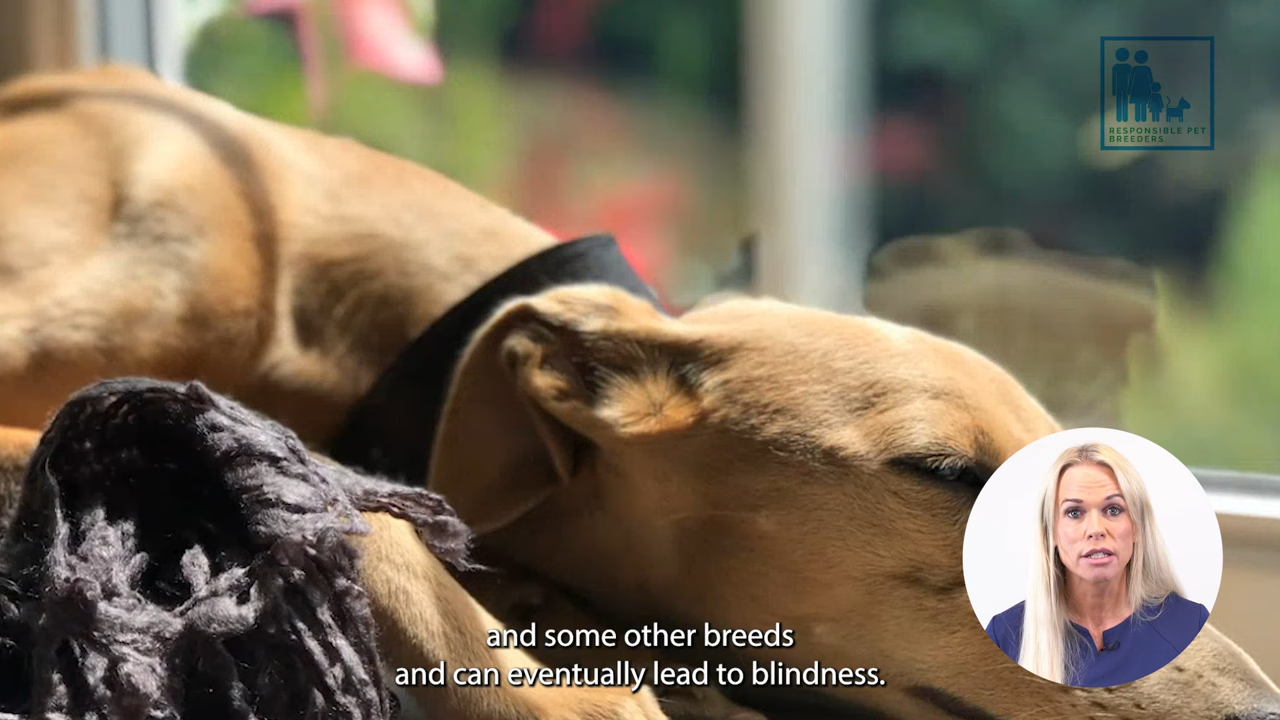 RESPONSIBLE PET
BREEDERS
and some other breeds
and can eventually lead to blindness.